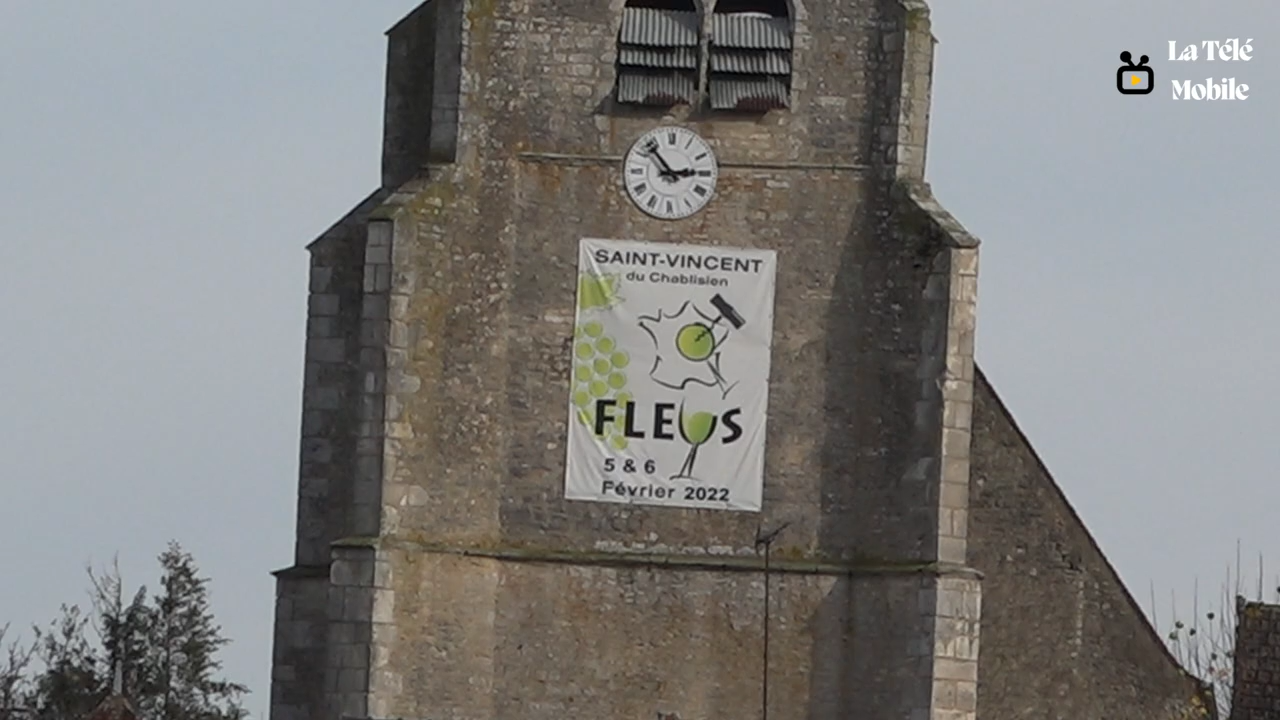 La Télé
Mobile
SAINT-VINCENT
du Chablisien
FLEYS
5 & 6
Février 2022